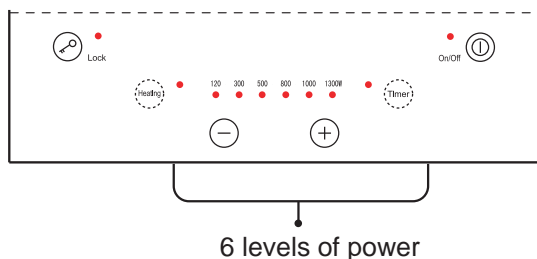 Lock
On/Off
Heating
120 300 500 800 1000 1300W
Timer
6 levels of power